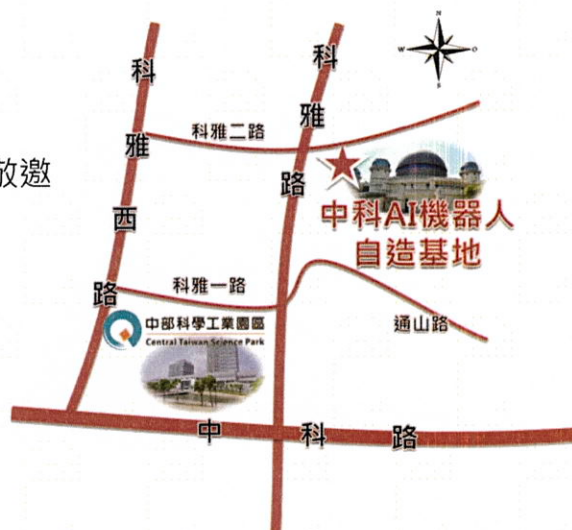 N
W
O
S
科雅西路
科雅路
科雅二路
敬邀
中科AI機器人
自造基地
科雅一路
通山路
中部科學工業園區
Central Taiwan Science Park
中科路